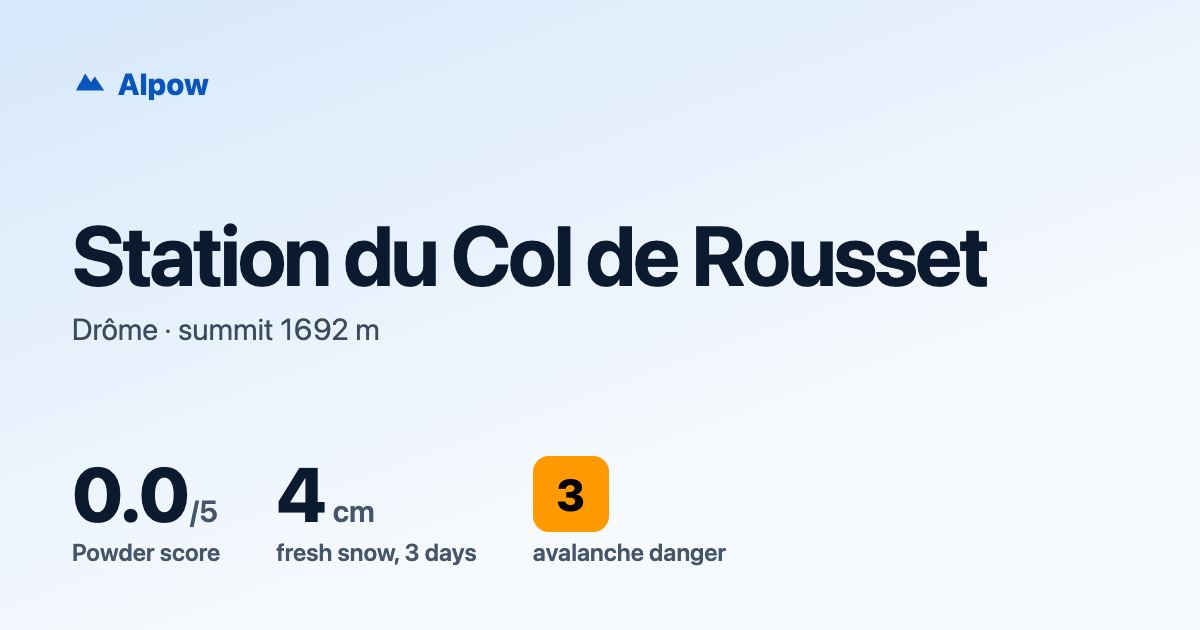 Alpow
Station du Col de Rousset
Drôme · summit 1692 m
0.0/5
Powder score
4 cm
fresh snow, 3 days
3
avalanche danger